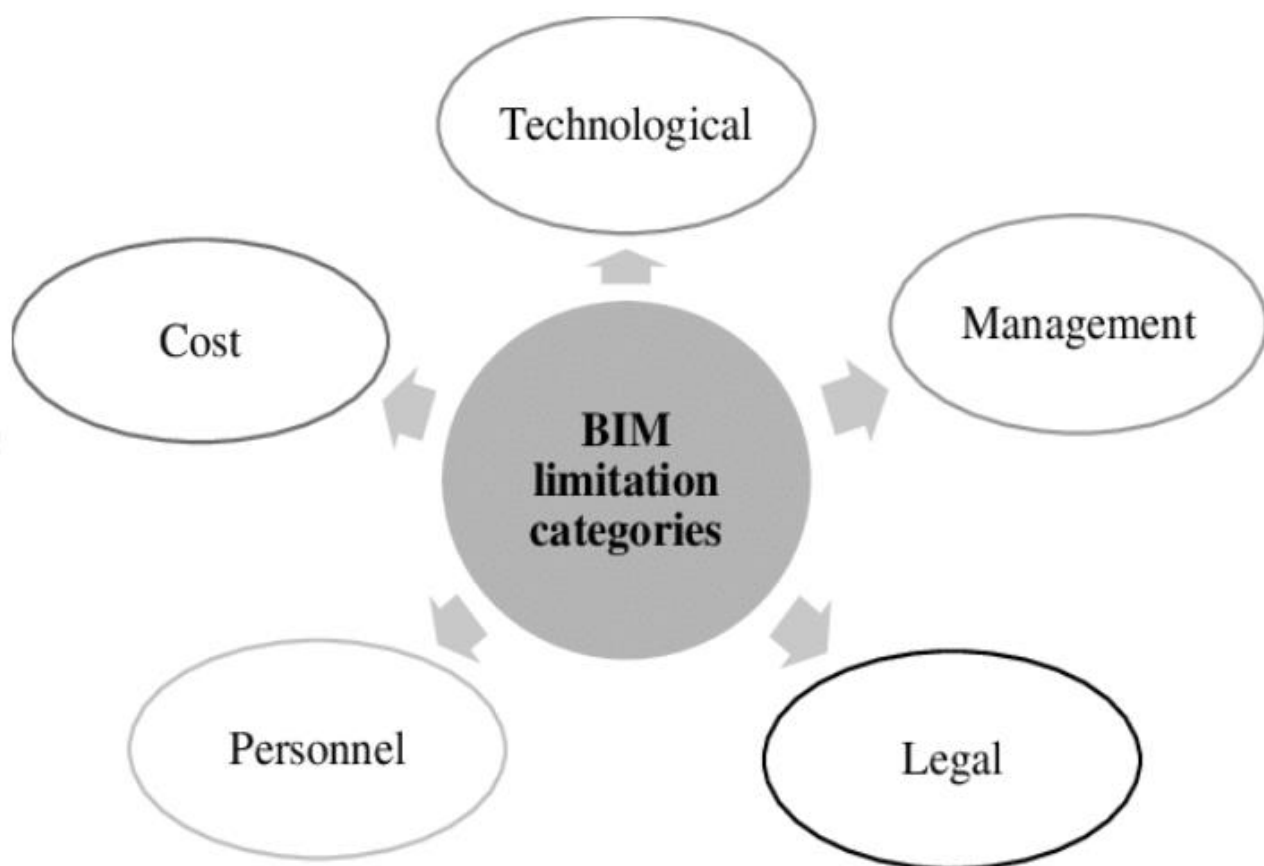 Technological
Management
Cost
BIM
limitation
categories
Personnel
Legal